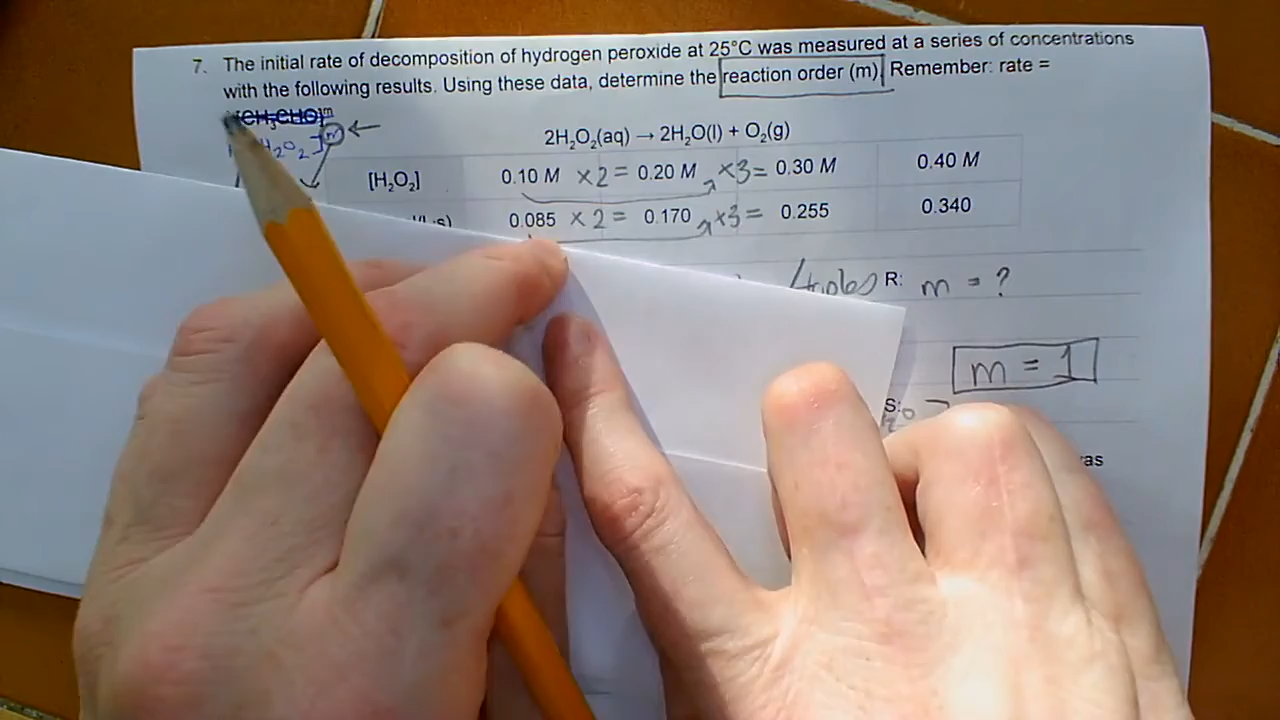 7. The initial rate of decomposition of hydrogen peroxide at 25°C was measured at a series of concentrations
with the following results. Using these data, determine the reaction order (m). Remember: rate =
[CH₃CHO]ᵐ
H₂O₂]ᵐ ←
2H₂O₂(aq) → 2H₂O(l) + O₂(g)
[H₂O₂] 0.10 M ×2 = 0.20 M ×3 = 0.30 M 0.40 M
·s) 0.085 ×2 = 0.170 ×3 = 0.255 0.340
triples R: m = ?
m = 1
S:
as